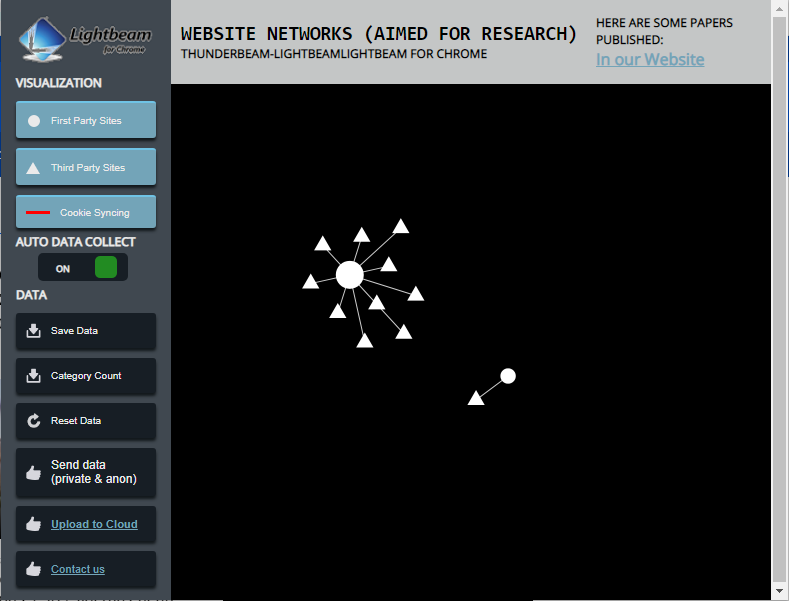 Lightbeam
for Chrome
VISUALIZATION
First Party Sites
Third Party Sites
Cookie Syncing
AUTO DATA COLLECT
ON
DATA
Save Data
Category Count
Reset Data
Send data
(private & anon)
Upload to Cloud
Contact us
WEBSITE NETWORKS (AIMED FOR RESEARCH)
THUNDERBEAM-LIGHTBEAMLIGHTBEAM FOR CHROME
HERE ARE SOME PAPERS
PUBLISHED:
In our Website